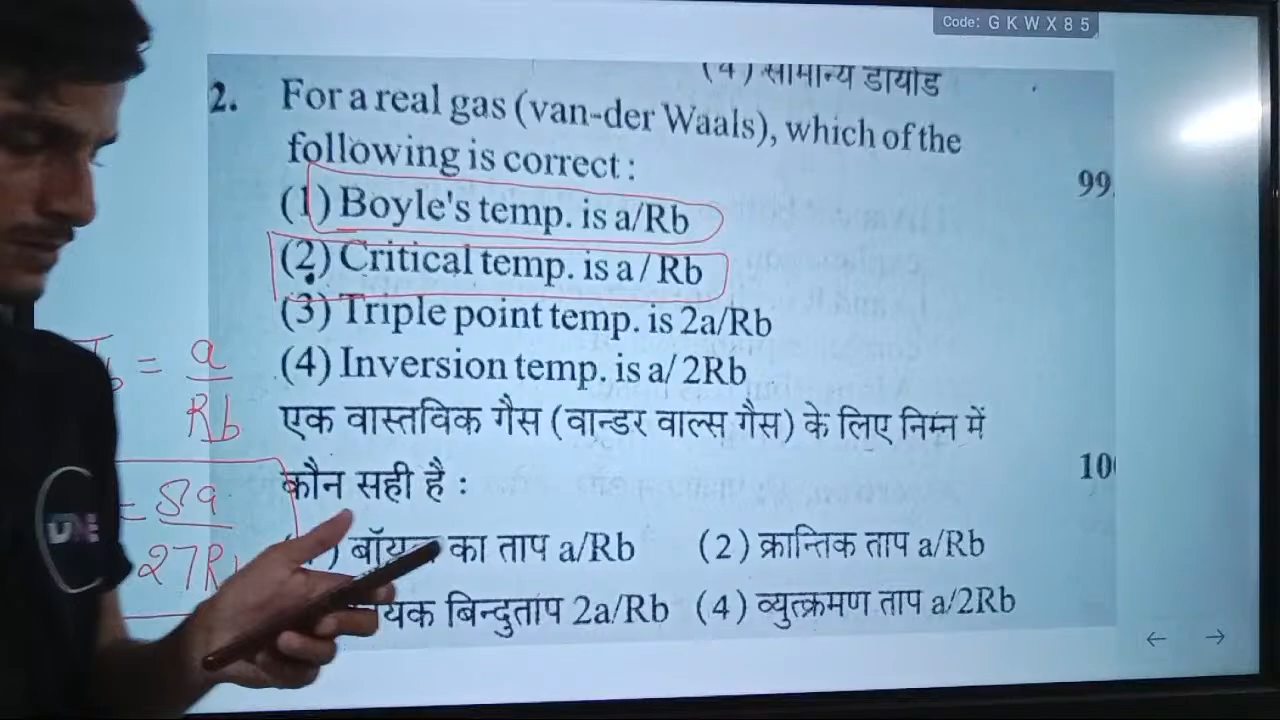 Code: G K W X 8 5
(4) सामान्य डायोड
2. For a real gas (van-der Waals), which of the
following is correct :
99
(1) Boyle's temp. is a/Rb
(2) Critical temp. is a / Rb
(3) Triple point temp. is 2a/Rb
(4) Inversion temp. is a/ 2Rb
= a
Rb
एक वास्तविक गैस (वान्डर वाल्स गैस) के लिए निम्न में
कौन सही है :
10
= 8a
27R
का ताप a/Rb (2) क्रान्तिक ताप a/Rb
बिन्दुताप 2a/Rb (4) व्युत्क्रमण ताप a/2Rb
← →